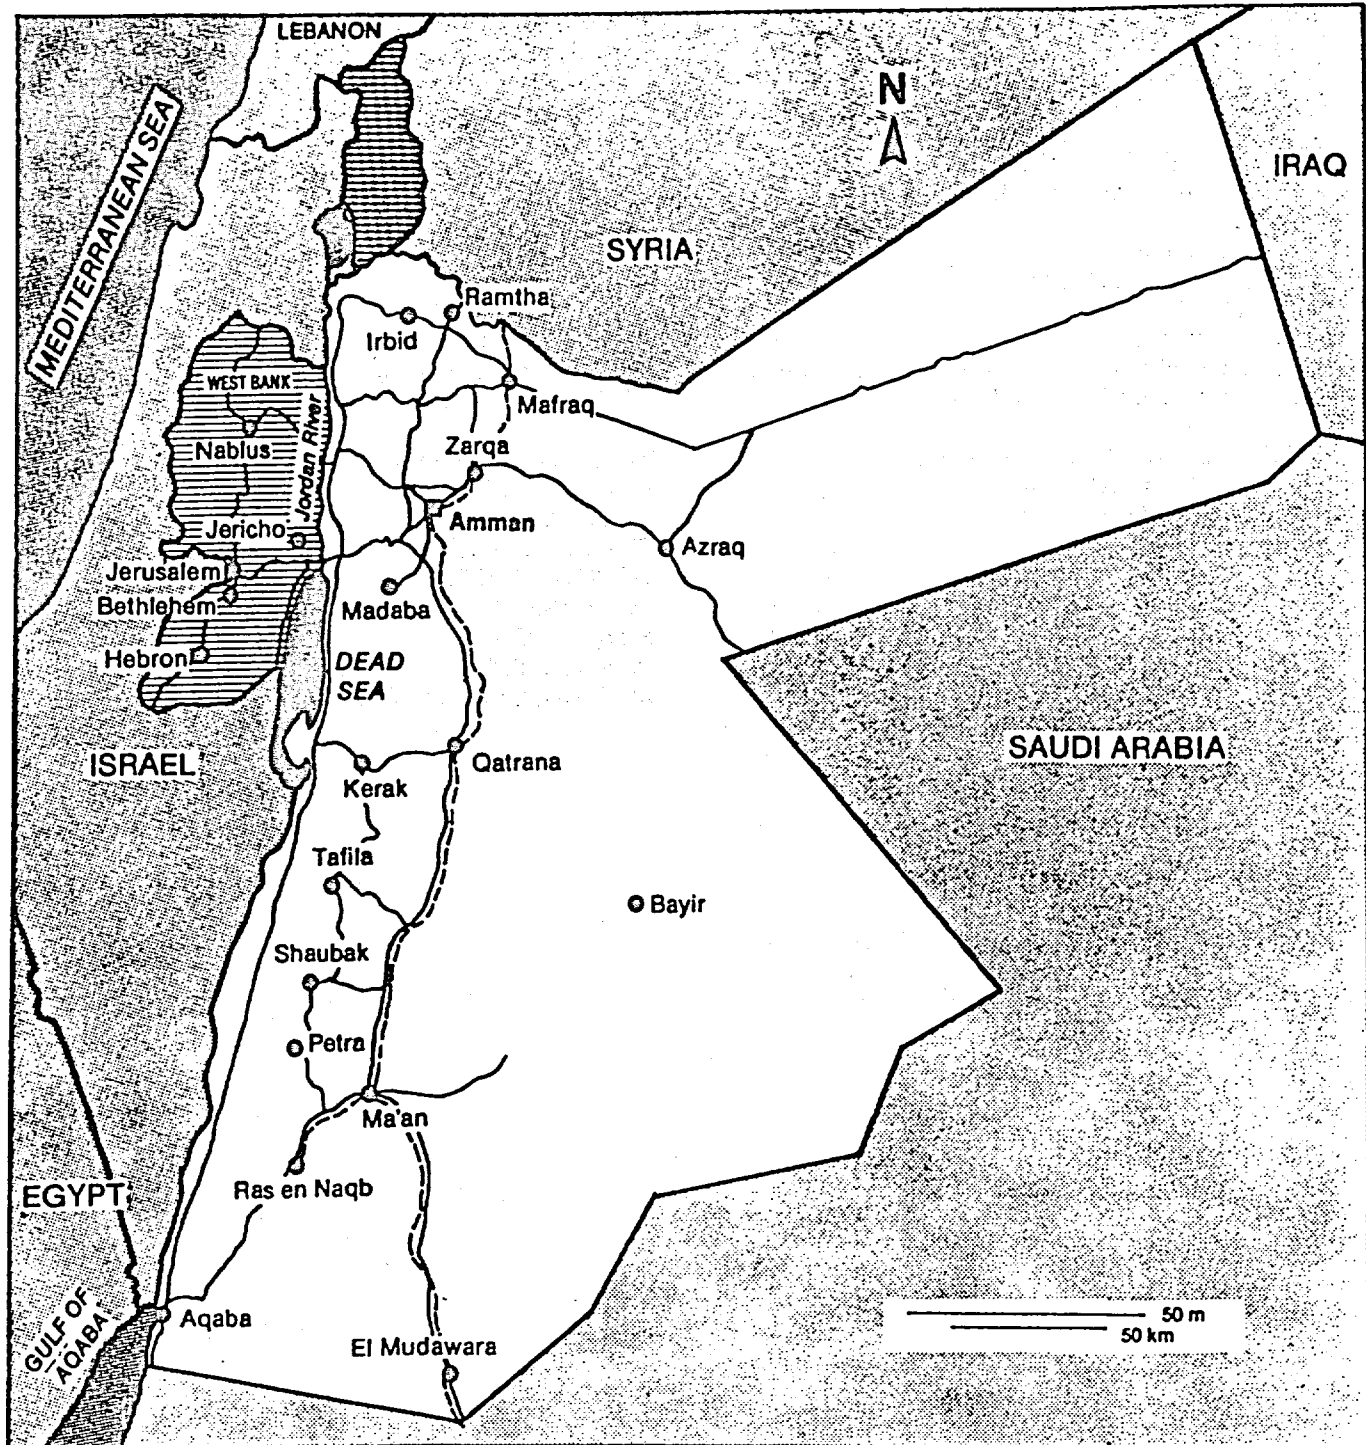 LEBANON
N
IRAQ
MEDITERRANEAN SEA
SYRIA
Ramtha
Irbid
WEST BANK
Mafraq
Jordan River
Nablus
Zarqa
Jericho
Amman
Azraq
Jerusalem
Bethlehem
Madaba
Hebron
DEAD
SEA
ISRAEL
SAUDI ARABIA
Qatrana
Kerak
Tafila
Bayir
Shaubak
Petra
Ma'an
Ras en Naqb
EGYPT
GULF OF
AQABA
Aqaba
50 m
50 km
El Mudawara